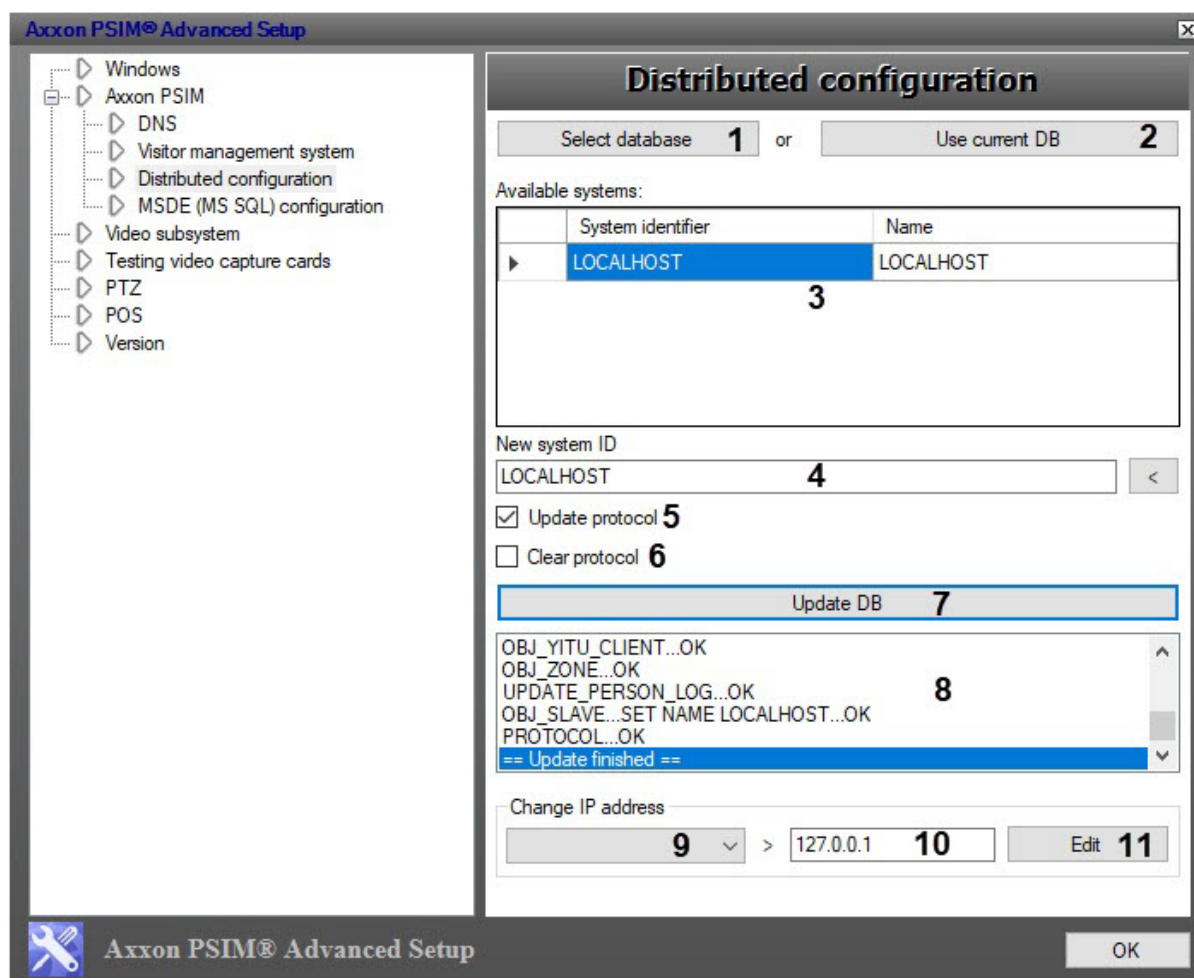 Axxon PSIM® Advanced Setup
Windows
Axxon PSIM
DNS
Visitor management system
Distributed configuration
MSDE (MS SQL) configuration
Video subsystem
Testing video capture cards
PTZ
POS
Version
Distributed configuration
Select database 1 or Use current DB 2
Available systems:
System identifier Name
LOCALHOST LOCALHOST
3
New system ID
LOCALHOST 4 <
Update protocol 5
Clear protocol 6
Update DB 7
OBJ_YITU_CLIENT...OK
OBJ_ZONE...OK
UPDATE_PERSON_LOG...OK
8
OBJ_SLAVE...SET NAME LOCALHOST...OK
PROTOCOL...OK
== Update finished ==
Change IP address
9 > 127.0.0.1 10 Edit 11
Axxon PSIM® Advanced Setup
OK